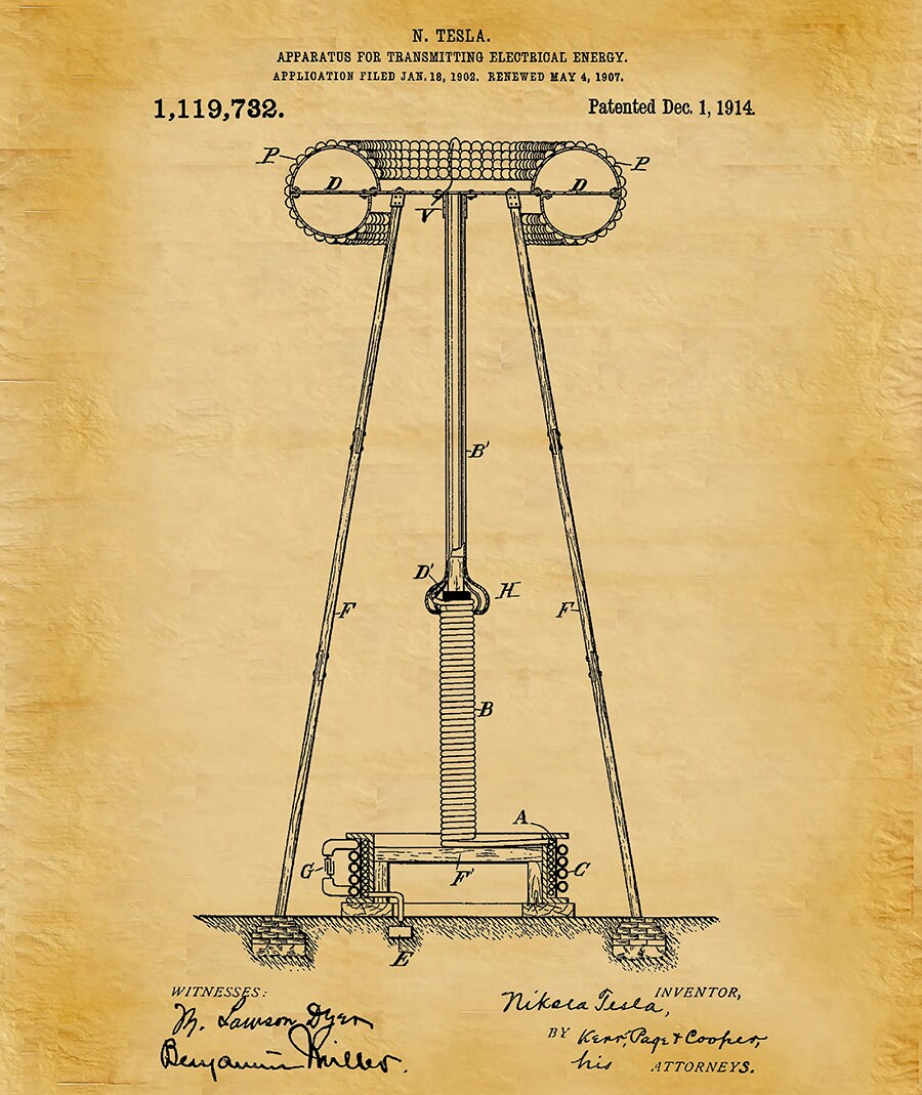 N. TESLA.
APPARATUS FOR TRANSMITTING ELECTRICAL ENERGY.
APPLICATION FILED JAN. 18, 1902. RENEWED MAY 4, 1907.
1,119,732. Patented Dec. 1, 1914.
P P
D D
V
B'
D' H
F F
B
A
G F' C
E
WITNESSES: INVENTOR,
M. Lawson Dyer Nikola Tesla,
Benjamin Miller. BY Kerr, Page & Cooper,
his ATTORNEYS.